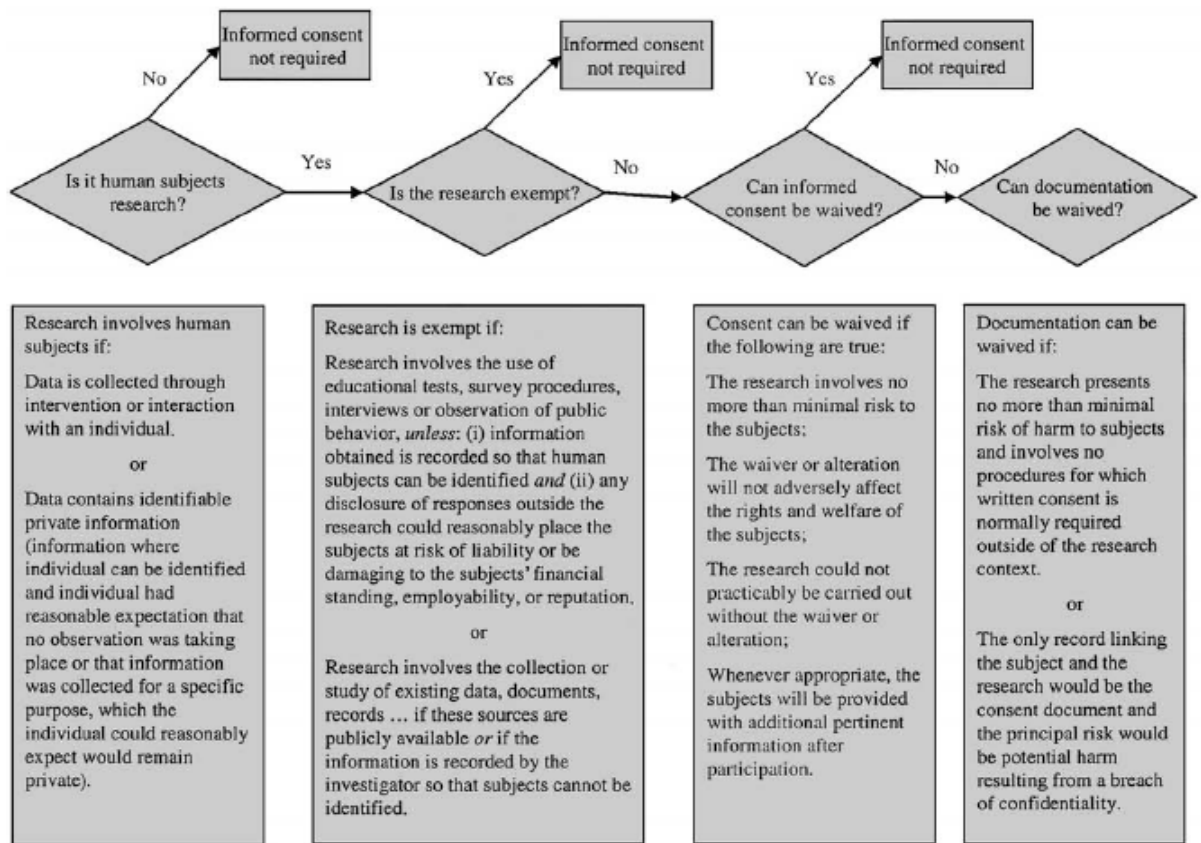 Informed consent
not required
Informed consent
not required
Informed consent
not required
No
Yes
Yes
Is it human subjects
research?
Yes
Is the research exempt?
No
Can informed
consent be waived?
No
Can documentation
be waived?
Research involves human
subjects if:
Data is collected through
intervention or interaction
with an individual.
or
Data contains identifiable
private information
(information where
individual can be identified
and individual had
reasonable expectation that
no observation was taking
place or that information
was collected for a specific
purpose, which the
individual could reasonably
expect would remain
private).
Research is exempt if:
Research involves the use of
educational tests, survey procedures,
interviews or observation of public
behavior, unless: (i) information
obtained is recorded so that human
subjects can be identified and (ii) any
disclosure of responses outside the
research could reasonably place the
subjects at risk of liability or be
damaging to the subjects' financial
standing, employability, or reputation.
or
Research involves the collection or
study of existing data, documents,
records ... if these sources are
publicly available or if the
information is recorded by the
investigator so that subjects cannot be
identified.
Consent can be waived if
the following are true:
The research involves no
more than minimal risk to
the subjects;
The waiver or alteration
will not adversely affect
the rights and welfare of
the subjects;
The research could not
practicably be carried out
without the waiver or
alteration;
Whenever appropriate, the
subjects will be provided
with additional pertinent
information after
participation.
Documentation can be
waived if:
The research presents
no more than minimal
risk of harm to subjects
and involves no
procedures for which
written consent is
normally required
outside of the research
context.
or
The only record linking
the subject and the
research would be the
consent document and
the principal risk would
be potential harm
resulting from a breach
of confidentiality.